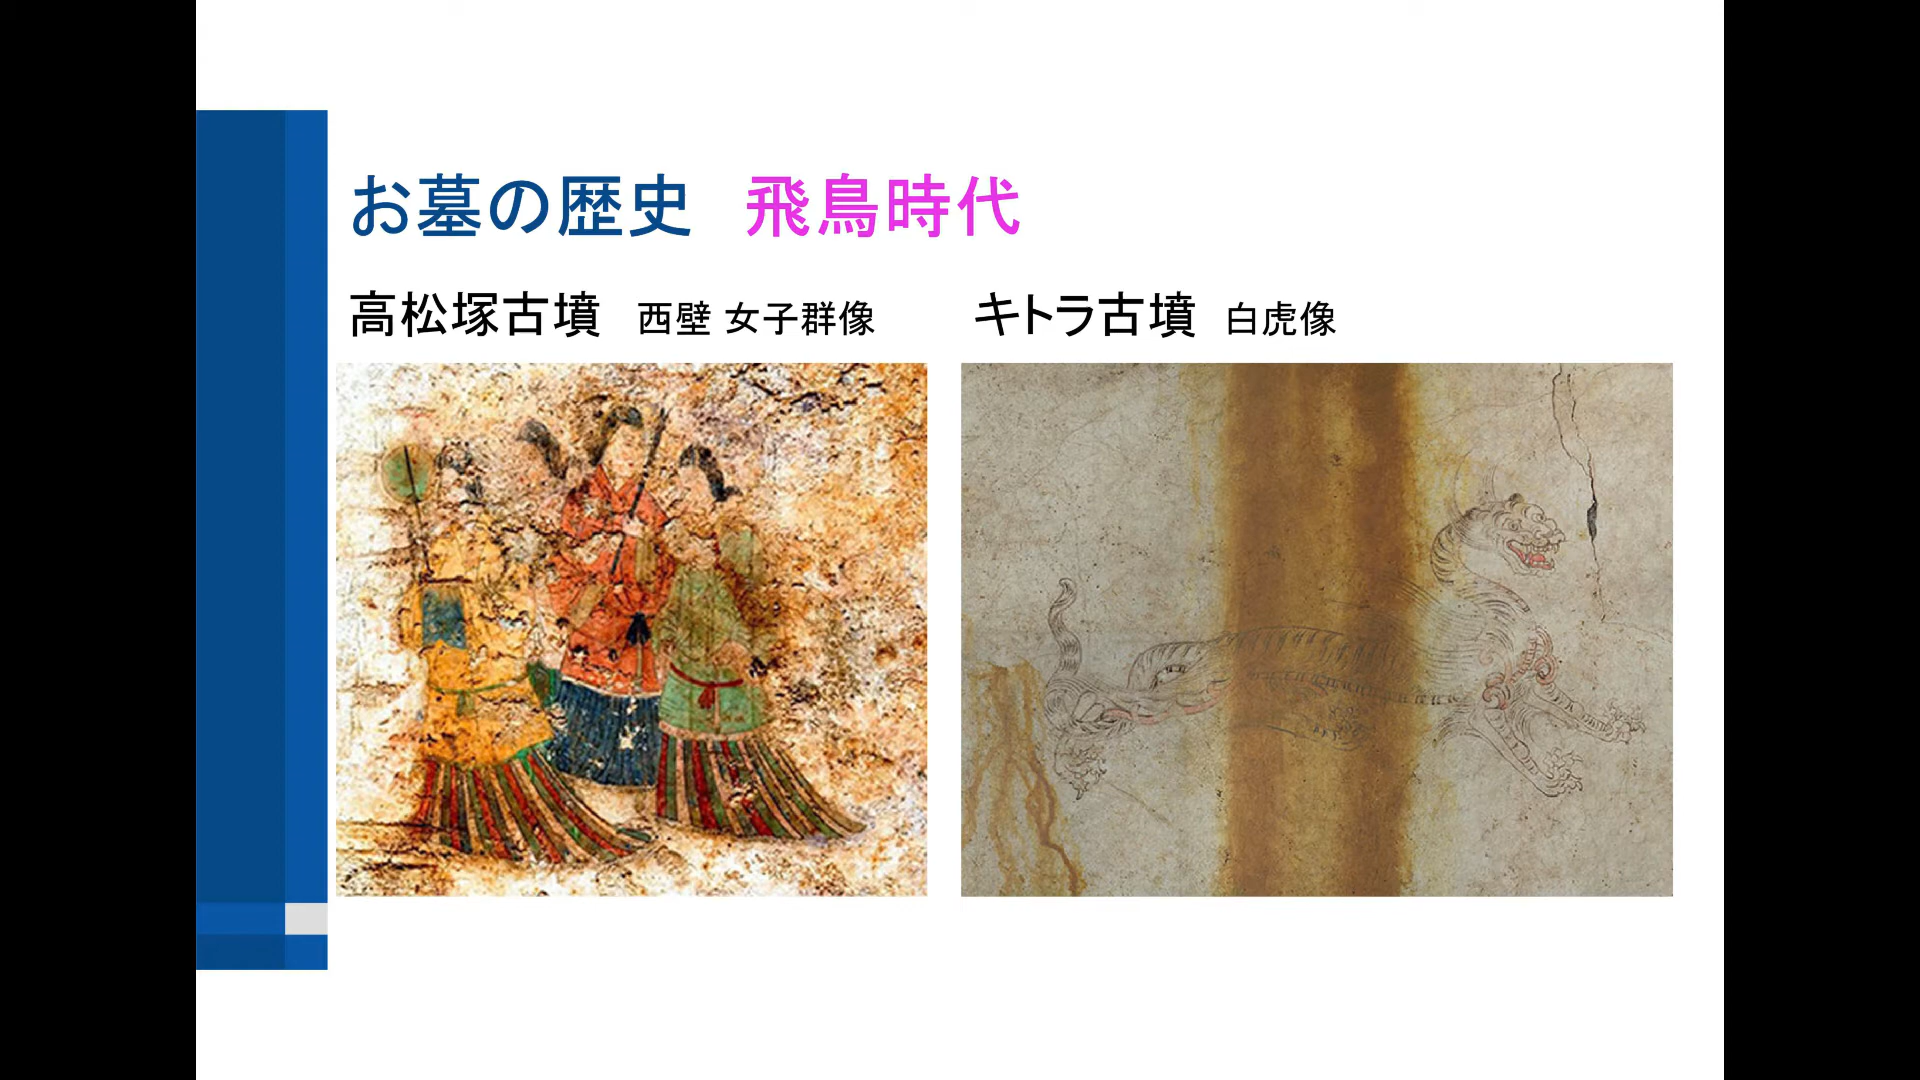 お墓の歴史　飛鳥時代
高松塚古墳　西壁 女子群像
キトラ古墳　白虎像